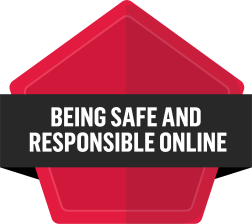 BEING SAFE AND
RESPONSIBLE ONLINE